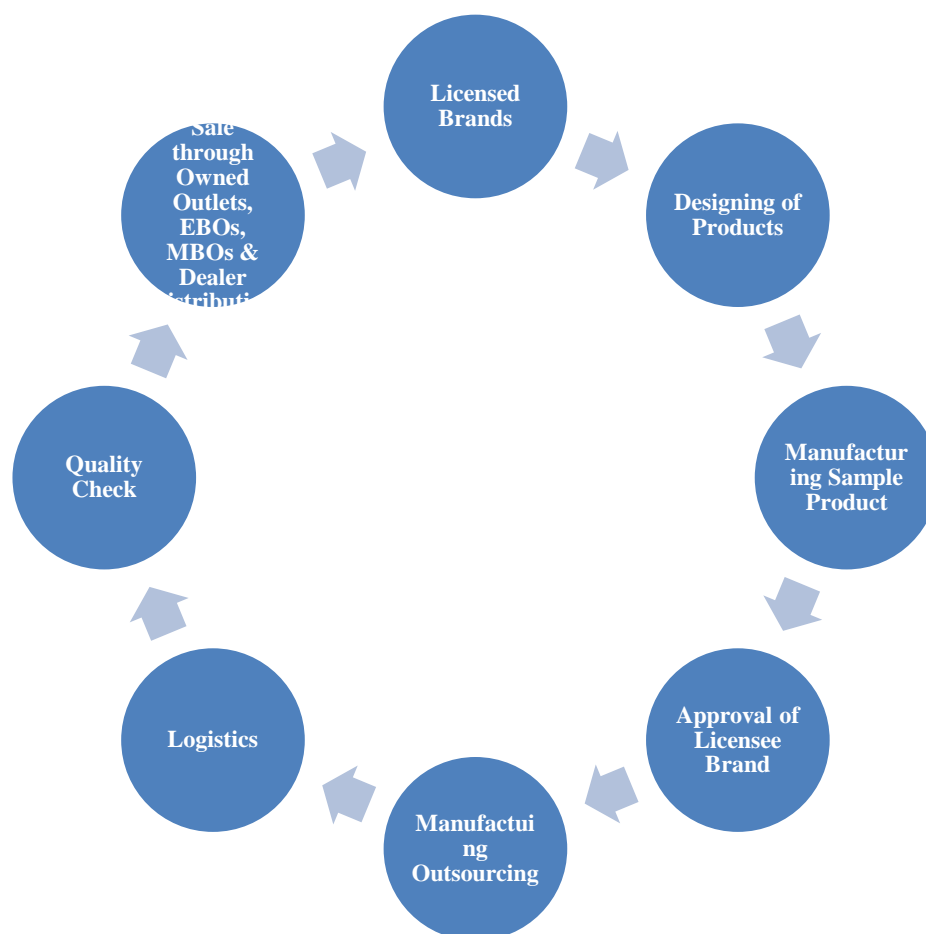 Licensed
Brands
Designing of
Products
Manufactur
ing Sample
Product
Approval of
Licensee
Brand
Manufactui
ng
Outsourcing
Logistics
Quality
Check
Sale
through
Owned
Outlets,
EBOs,
MBOs &
Dealer
istributi